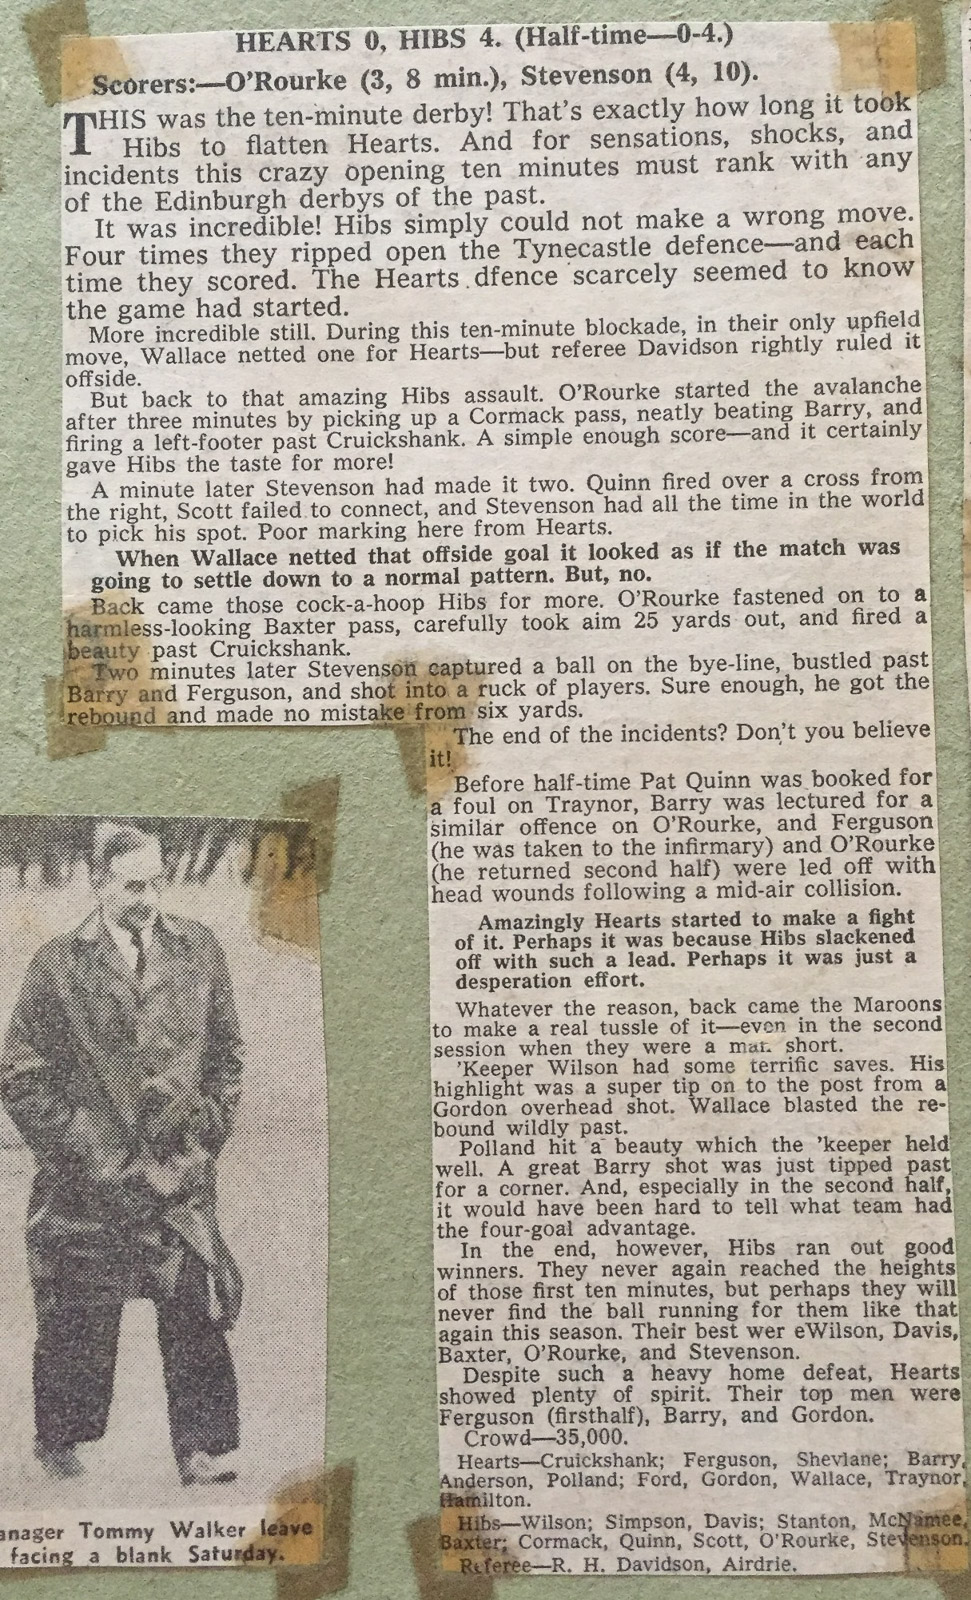 HEARTS 0, HIBS 4. (Half-time—0-4.)
Scorers:—O'Rourke (3, 8 min.), Stevenson (4, 10).
THIS was the ten-minute derby! That's exactly how long it took
Hibs to flatten Hearts. And for sensations, shocks, and
incidents this crazy opening ten minutes must rank with any
of the Edinburgh derbys of the past.
It was incredible! Hibs simply could not make a wrong move.
Four times they ripped open the Tynecastle defence—and each
time they scored. The Hearts dfence scarcely seemed to know
the game had started.
More incredible still. During this ten-minute blockade, in their only upfield
move, Wallace netted one for Hearts—but referee Davidson rightly ruled it
offside.
But back to that amazing Hibs assault. O'Rourke started the avalanche
after three minutes by picking up a Cormack pass, neatly beating Barry, and
firing a left-footer past Cruickshank. A simple enough score—and it certainly
gave Hibs the taste for more!
A minute later Stevenson had made it two. Quinn fired over a cross from
the right, Scott failed to connect, and Stevenson had all the time in the world
to pick his spot. Poor marking here from Hearts.
When Wallace netted that offside goal it looked as if the match was
going to settle down to a normal pattern. But, no.
Back came those cock-a-hoop Hibs for more. O'Rourke fastened on to a
harmless-looking Baxter pass, carefully took aim 25 yards out, and fired a
beauty past Cruickshank.
Two minutes later Stevenson captured a ball on the bye-line, bustled past
Barry and Ferguson, and shot into a ruck of players. Sure enough, he got the
rebound and made no mistake from six yards.
The end of the incidents? Don't you believe
it!
Before half-time Pat Quinn was booked for
a foul on Traynor, Barry was lectured for a
similar offence on O'Rourke, and Ferguson
(he was taken to the infirmary) and O'Rourke
(he returned second half) were led off with
head wounds following a mid-air collision.
Amazingly Hearts started to make a fight
of it. Perhaps it was because Hibs slackened
off with such a lead. Perhaps it was just a
desperation effort.
Whatever the reason, back came the Maroons
to make a real tussle of it—even in the second
session when they were a man short.
'Keeper Wilson had some terrific saves. His
highlight was a super tip on to the post from a
Gordon overhead shot. Wallace blasted the re-
bound wildly past.
Polland hit a beauty which the 'keeper held
well. A great Barry shot was just tipped past
for a corner. And, especially in the second half,
it would have been hard to tell what team had
the four-goal advantage.
In the end, however, Hibs ran out good
winners. They never again reached the heights
of those first ten minutes, but perhaps they will
never find the ball running for them like that
again this season. Their best wer eWilson, Davis,
Baxter, O'Rourke, and Stevenson.
Despite such a heavy home defeat, Hearts
showed plenty of spirit. Their top men were
Ferguson (firsthalf), Barry, and Gordon.
Crowd—35,000.
Hearts—Cruickshank; Ferguson, Shevlane; Barry,
Anderson, Polland; Ford, Gordon, Wallace, Traynor,
Hamilton.
Hibs—Wilson; Simpson, Davis; Stanton, McNamee,
Baxter; Cormack, Quinn, Scott, O'Rourke, Stevenson.
Referee—R. H. Davidson, Airdrie.
anager Tommy Walker leave
facing a blank Saturday.